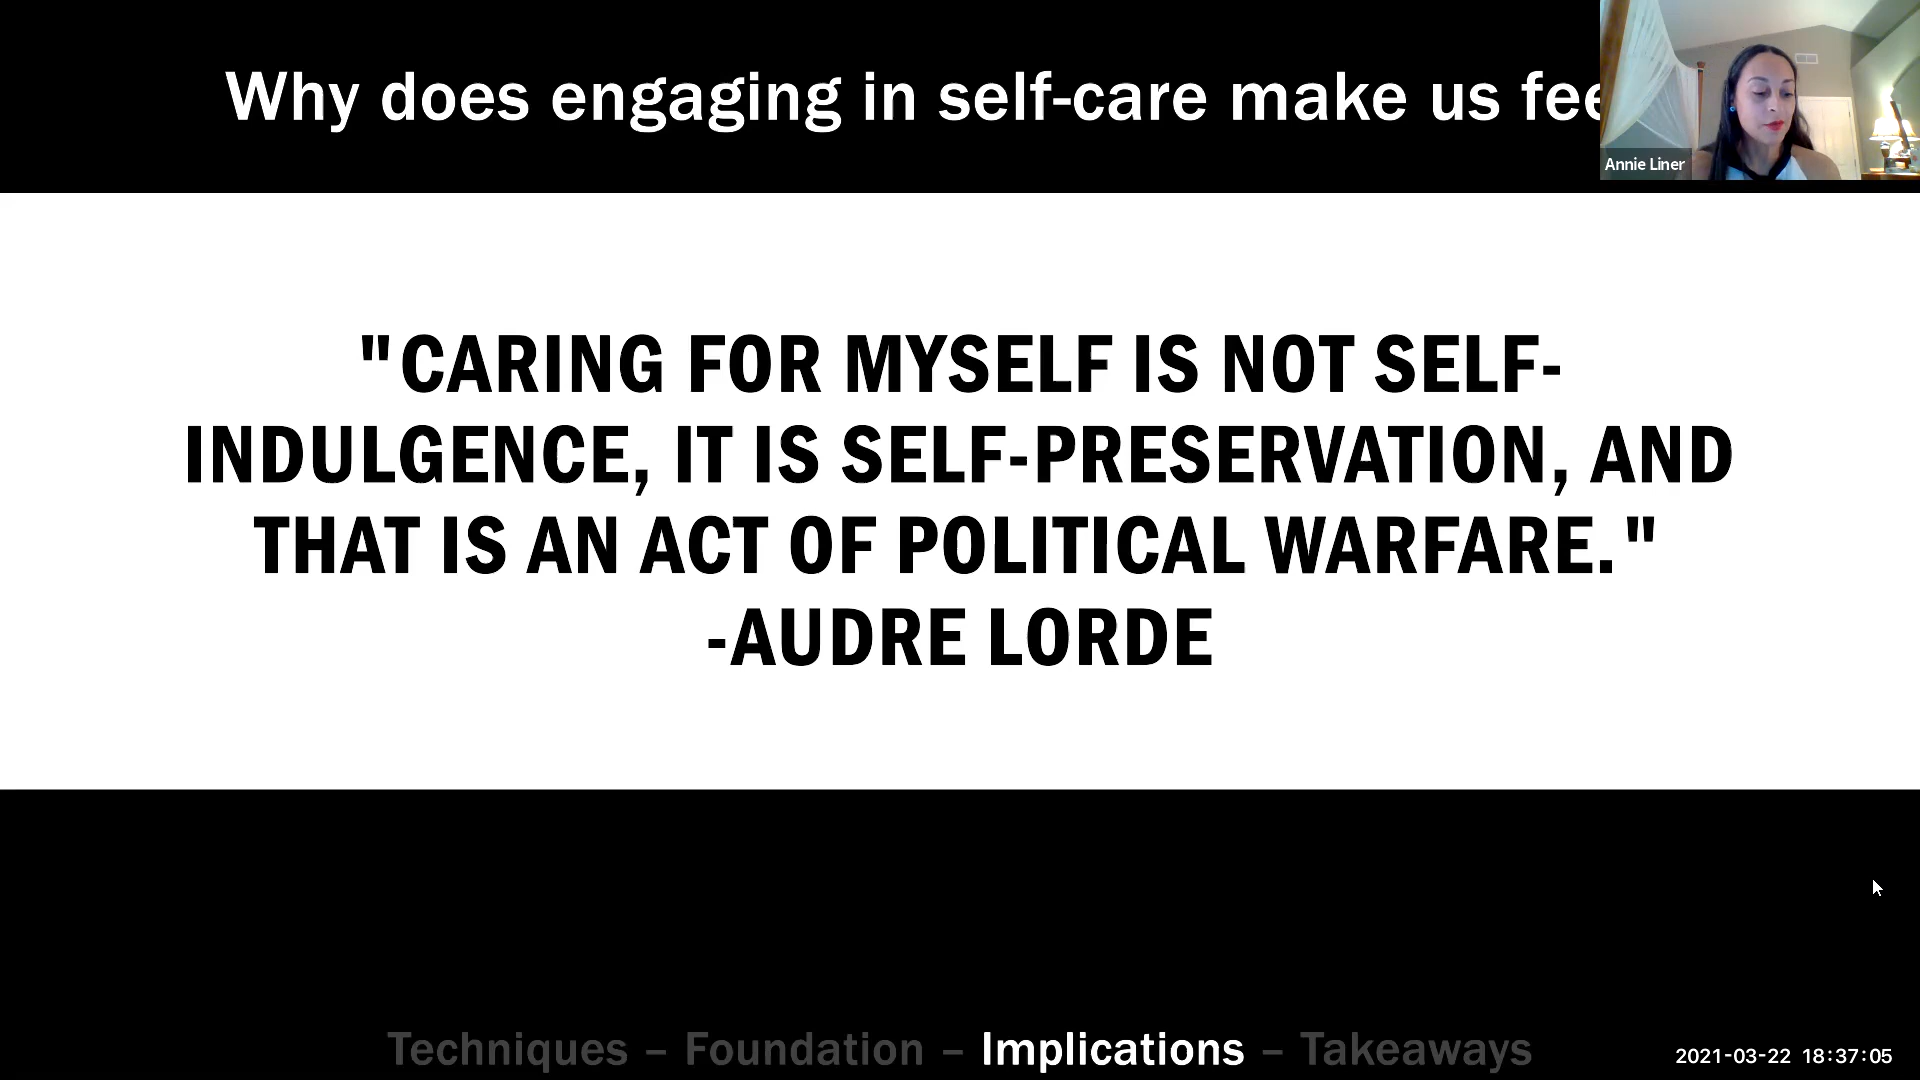 Why does engaging in self-care make us fee
Annie Liner
"CARING FOR MYSELF IS NOT SELF-
INDULGENCE, IT IS SELF-PRESERVATION, AND
THAT IS AN ACT OF POLITICAL WARFARE."
-AUDRE LORDE
Techniques – Foundation – Implications – Takeaways
2021-03-22 18:37:05